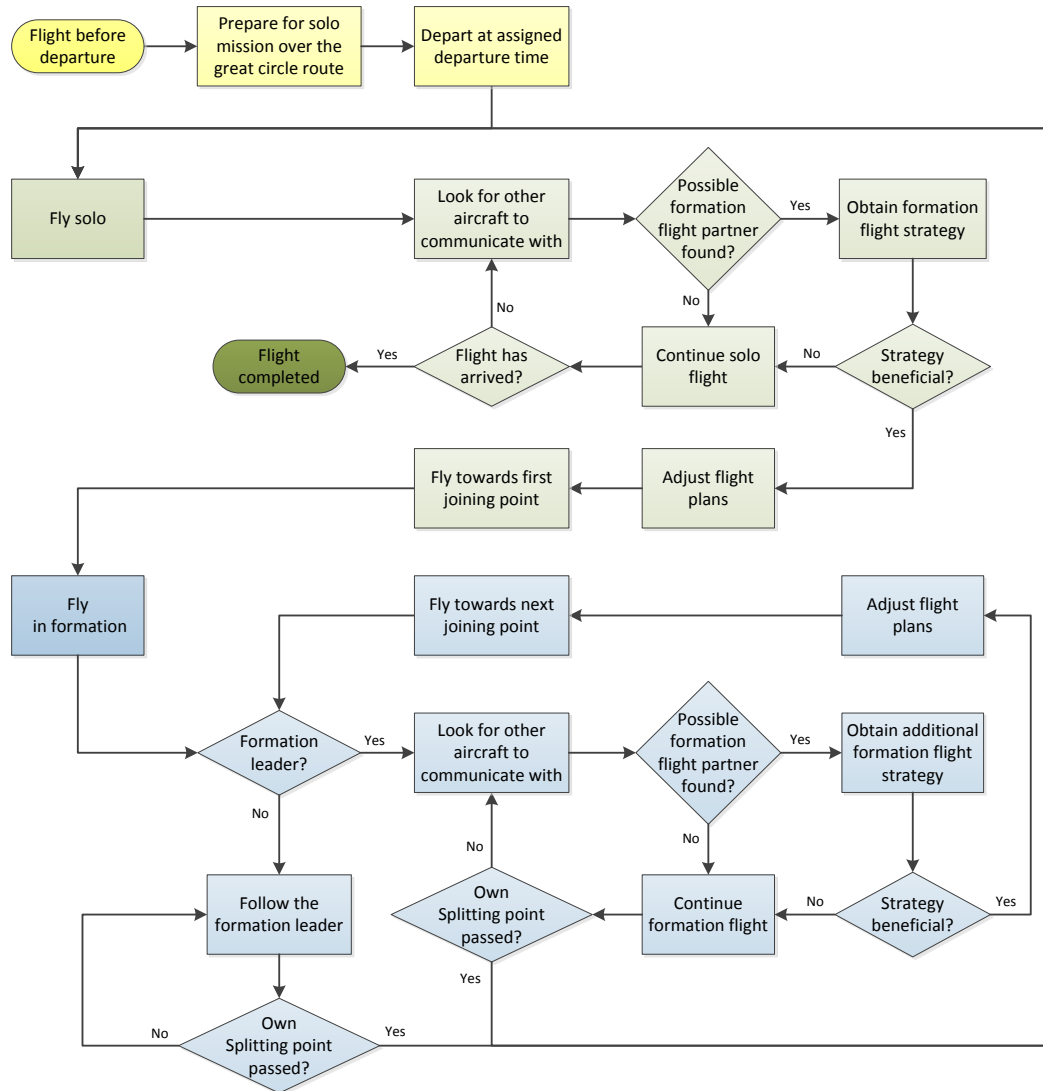 Flight before
departure
Prepare for solo
mission over the
great circle route
Depart at assigned
departure time
Fly solo
Look for other
aircraft to
communicate with
Possible
formation
flight partner
found?
Yes
Obtain formation
flight strategy
No
No
Flight
completed
Yes
Flight has
arrived?
Continue solo
flight
No
Strategy
beneficial?
Yes
Fly towards first
joining point
Adjust flight
plans
Fly
in formation
Fly towards next
joining point
Adjust flight
plans
Formation
leader?
Yes
Look for other
aircraft to
communicate with
Possible
formation
flight partner
found?
Yes
Obtain additional
formation flight
strategy
No
No
No
Follow the
formation leader
Own
Splitting point
passed?
Continue
formation flight
No
Strategy
beneficial?
Yes
Yes
No
Own
Splitting point
passed?
Yes